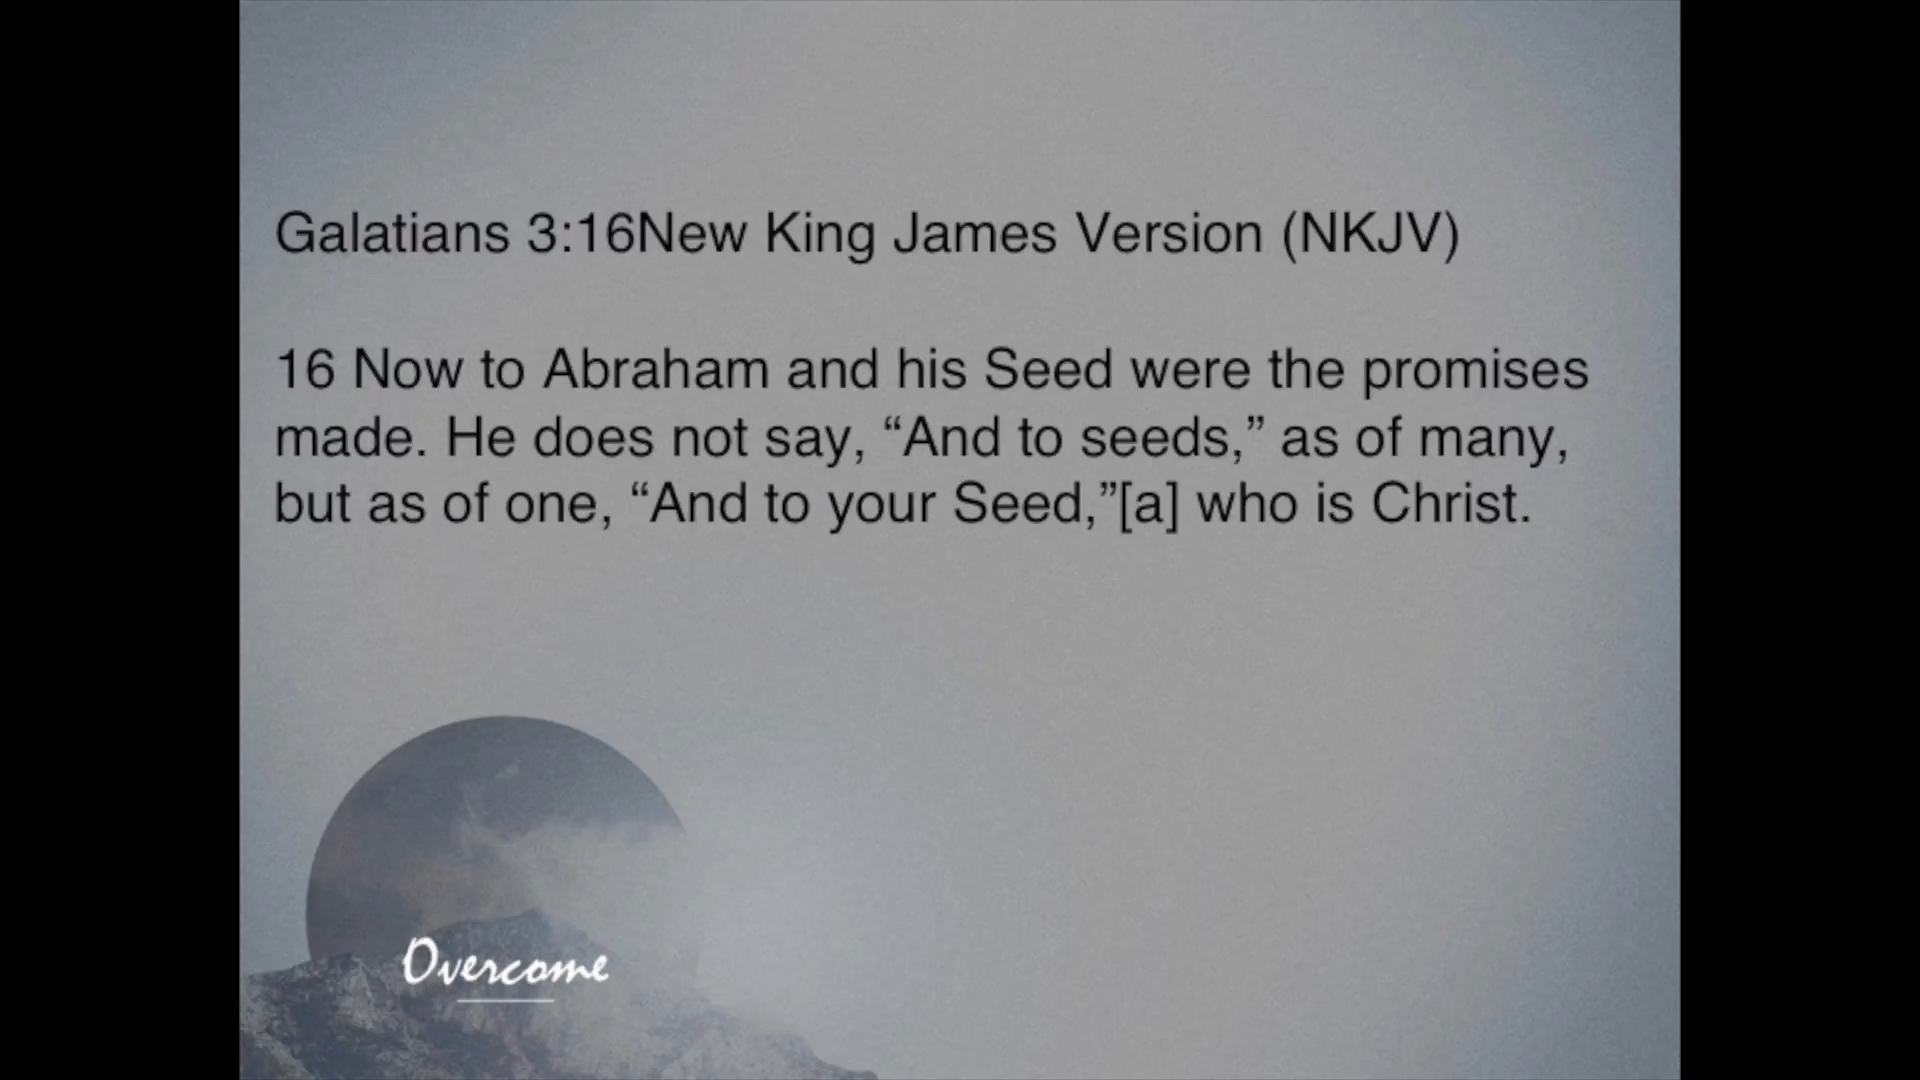 Galatians 3:16New King James Version (NKJV)
16 Now to Abraham and his Seed were the promises
made. He does not say, “And to seeds,” as of many,
but as of one, “And to your Seed,”[a] who is Christ.
Overcome